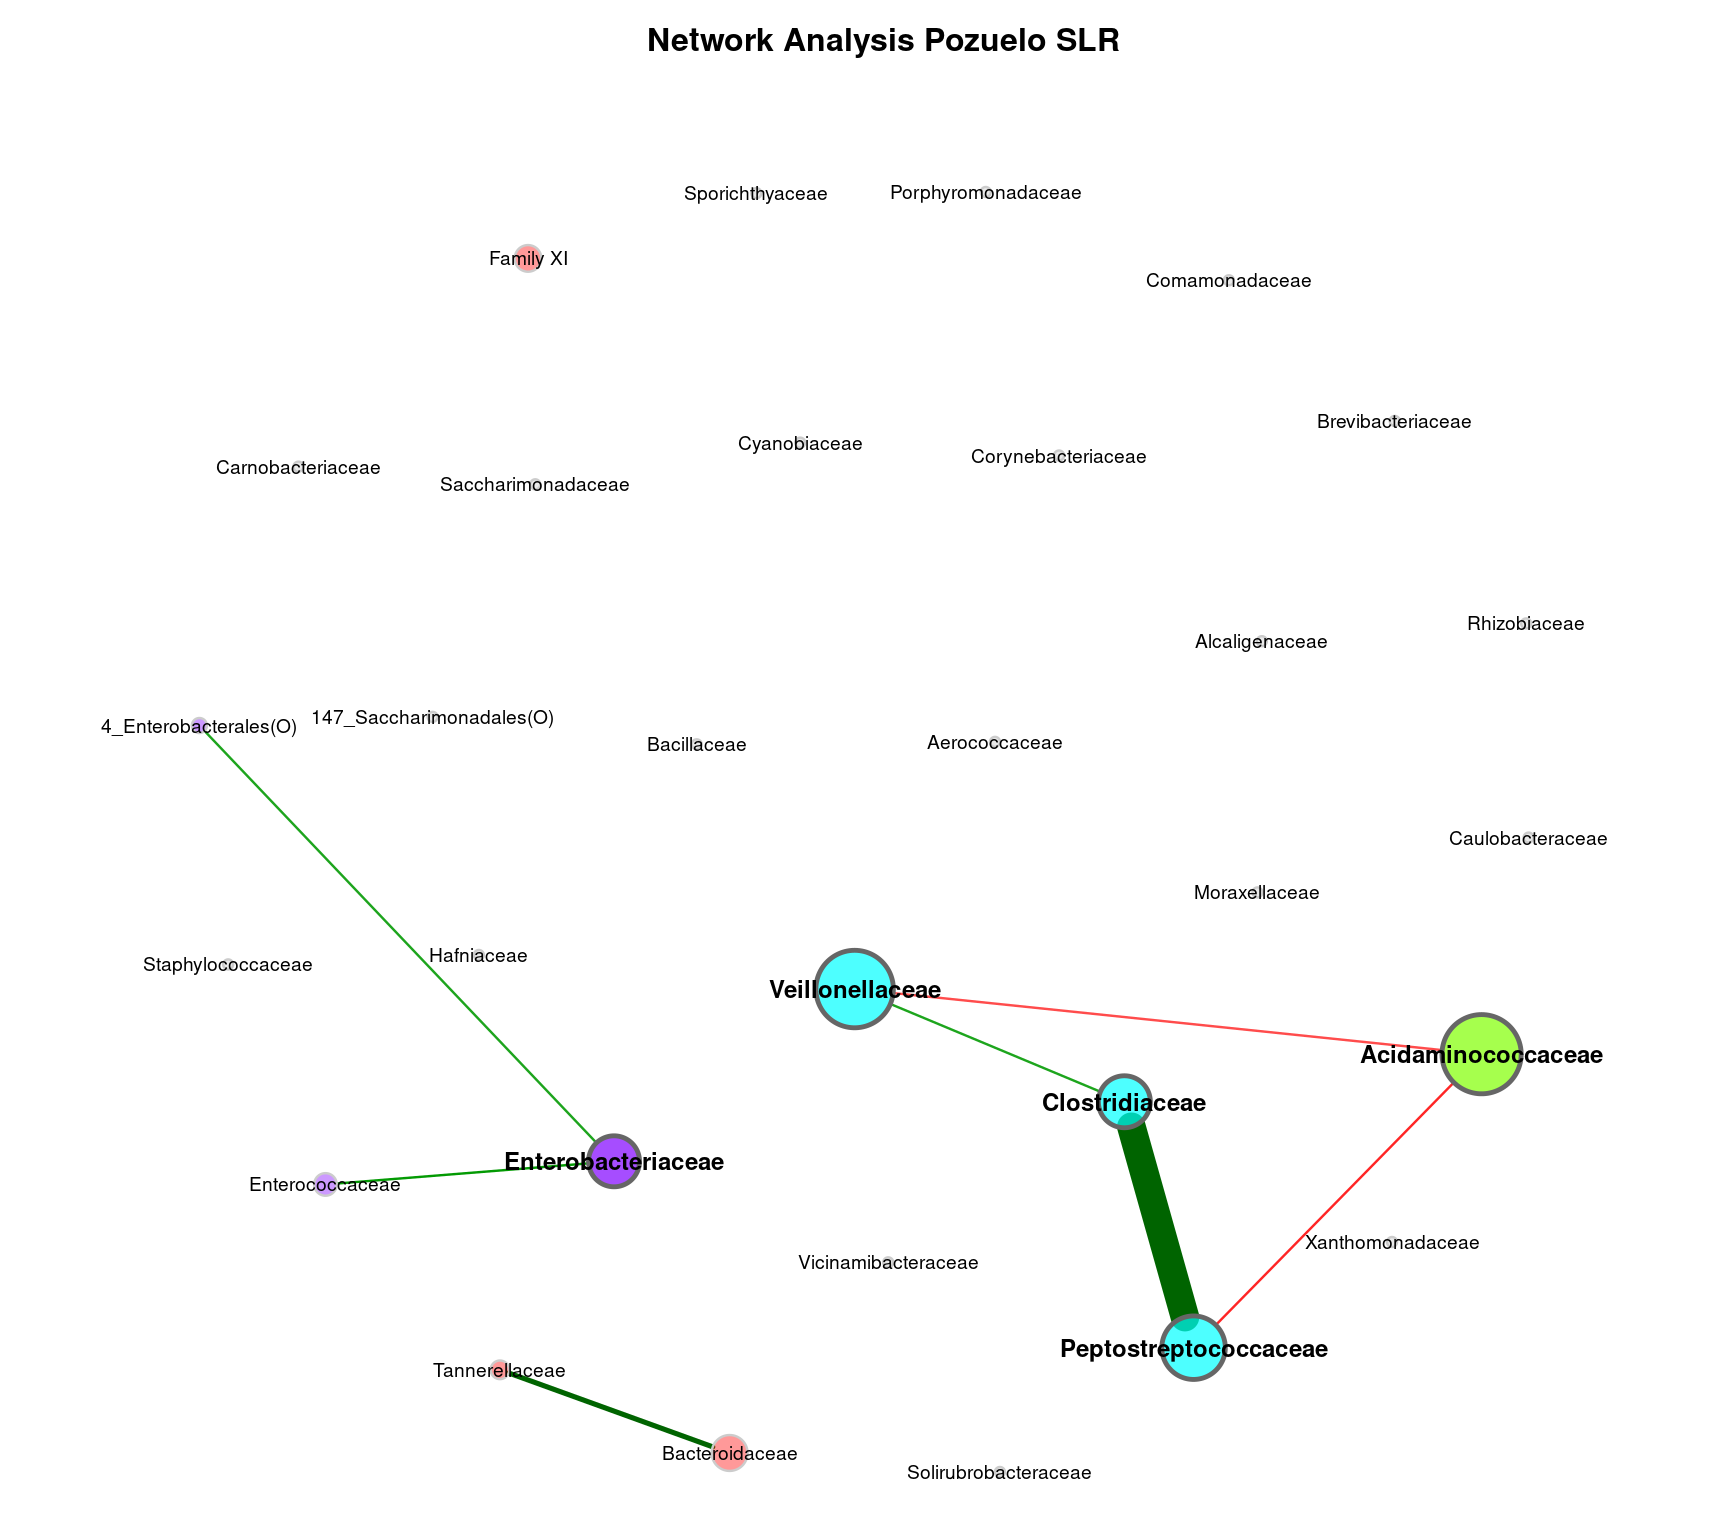 Network Analysis Pozuelo SLR
Sporichthyaceae
Porphyromonadaceae
Family XI
Comamonadaceae
Brevibacteriaceae
Cyanobiaceae
Corynebacteriaceae
Carnobacteriaceae
Saccharimonadaceae
Rhizobiaceae
Alcaligenaceae
4_Enterobacterales(O)
147_Saccharimonadales(O)
Bacillaceae
Aerococcaceae
Caulobacteraceae
Moraxellaceae
Staphylococcaceae
Hafniaceae
Veillonellaceae
Acidaminococcaceae
Clostridiaceae
Enterobacteriaceae
Enterococcaceae
Xanthomonadaceae
Vicinamibacteraceae
Peptostreptococcaceae
Tannerellaceae
Bacteroidaceae
Solirubrobacteraceae